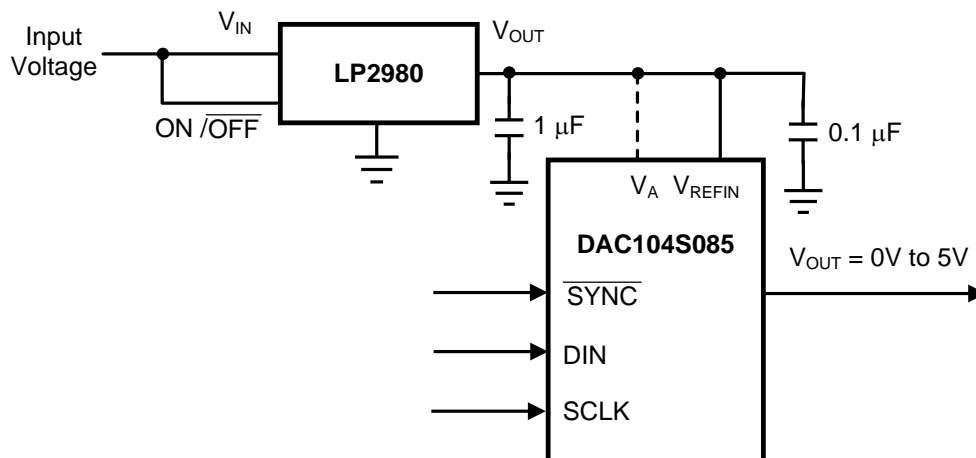 Input
Voltage
V_IN
LP2980
V_OUT
ON /OFF
1 μF
0.1 μF
V_A V_REFIN
DAC104S085
V_OUT = 0V to 5V
SYNC
DIN
SCLK